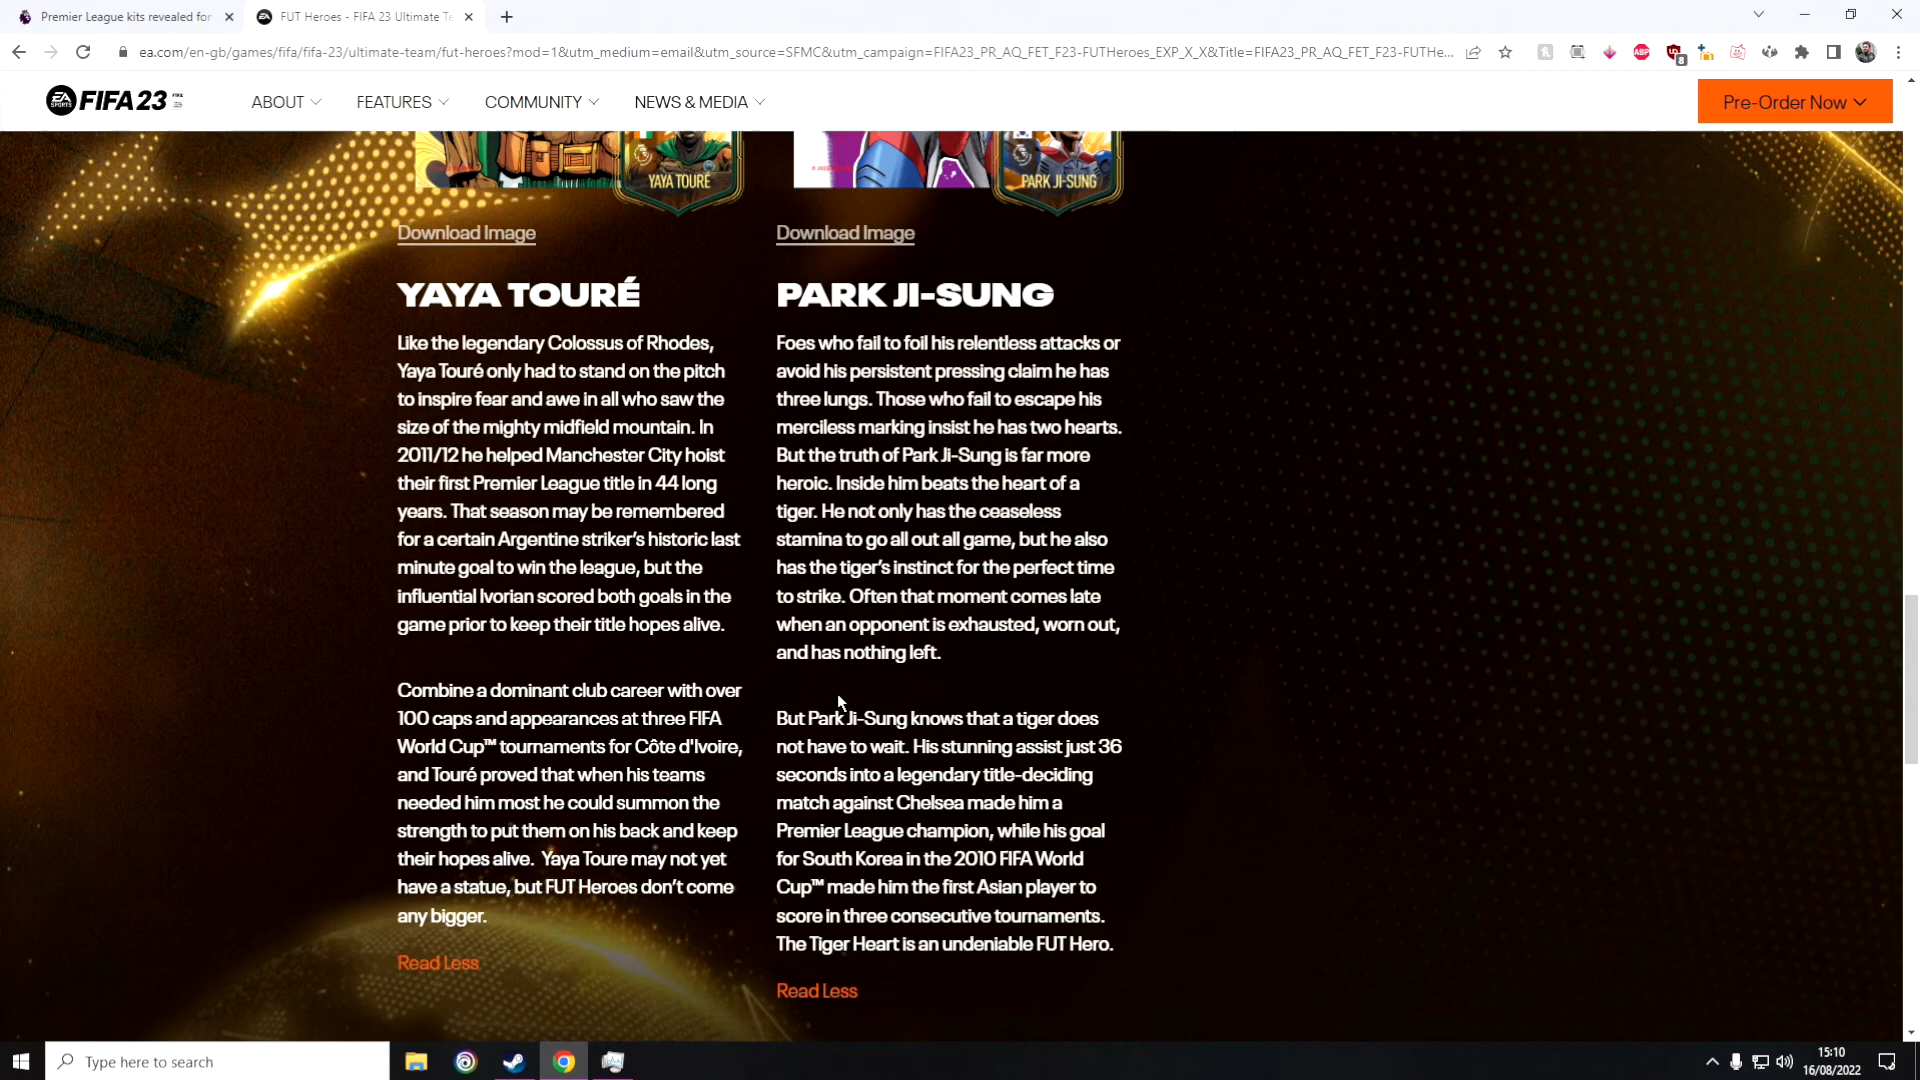 Premier League kits revealed for
FUT Heroes - FIFA 23 Ultimate Te
ea.com/en-gb/games/fifa/fifa-23/ultimate-team/fut-heroes?mod=1&utm_medium=email&utm_source=SFMC&utm_campaign=FIFA23_PR_AQ_FET_F23-FUTHeroes_EXP_X_X&Title=FIFA23_PR_AQ_FET_F23-FUTHe...
ABP
8
EA SPORTS FIFA 23
ABOUT
FEATURES
COMMUNITY
NEWS & MEDIA
Pre-Order Now
YAYA TOURÉ
PARK JI-SUNG
Download Image
Download Image
YAYA TOURÉ
Like the legendary Colossus of Rhodes,
Yaya Touré only had to stand on the pitch
to inspire fear and awe in all who saw the
size of the mighty midfield mountain. In
2011/12 he helped Manchester City hoist
their first Premier League title in 44 long
years. That season may be remembered
for a certain Argentine striker's historic last
minute goal to win the league, but the
influential Ivorian scored both goals in the
game prior to keep their title hopes alive.
Combine a dominant club career with over
100 caps and appearances at three FIFA
World Cup™ tournaments for Côte d'Ivoire,
and Touré proved that when his teams
needed him most he could summon the
strength to put them on his back and keep
their hopes alive. Yaya Toure may not yet
have a statue, but FUT Heroes don't come
any bigger.
Read Less
PARK JI-SUNG
Foes who fail to foil his relentless attacks or
avoid his persistent pressing claim he has
three lungs. Those who fail to escape his
merciless marking insist he has two hearts.
But the truth of Park Ji-Sung is far more
heroic. Inside him beats the heart of a
tiger. He not only has the ceaseless
stamina to go all out all game, but he also
has the tiger's instinct for the perfect time
to strike. Often that moment comes late
when an opponent is exhausted, worn out,
and has nothing left.
But Park Ji-Sung knows that a tiger does
not have to wait. His stunning assist just 36
seconds into a legendary title-deciding
match against Chelsea made him a
Premier League champion, while his goal
for South Korea in the 2010 FIFA World
Cup™ made him the first Asian player to
score in three consecutive tournaments.
The Tiger Heart is an undeniable FUT Hero.
Read Less
Type here to search
15:10
16/08/2022